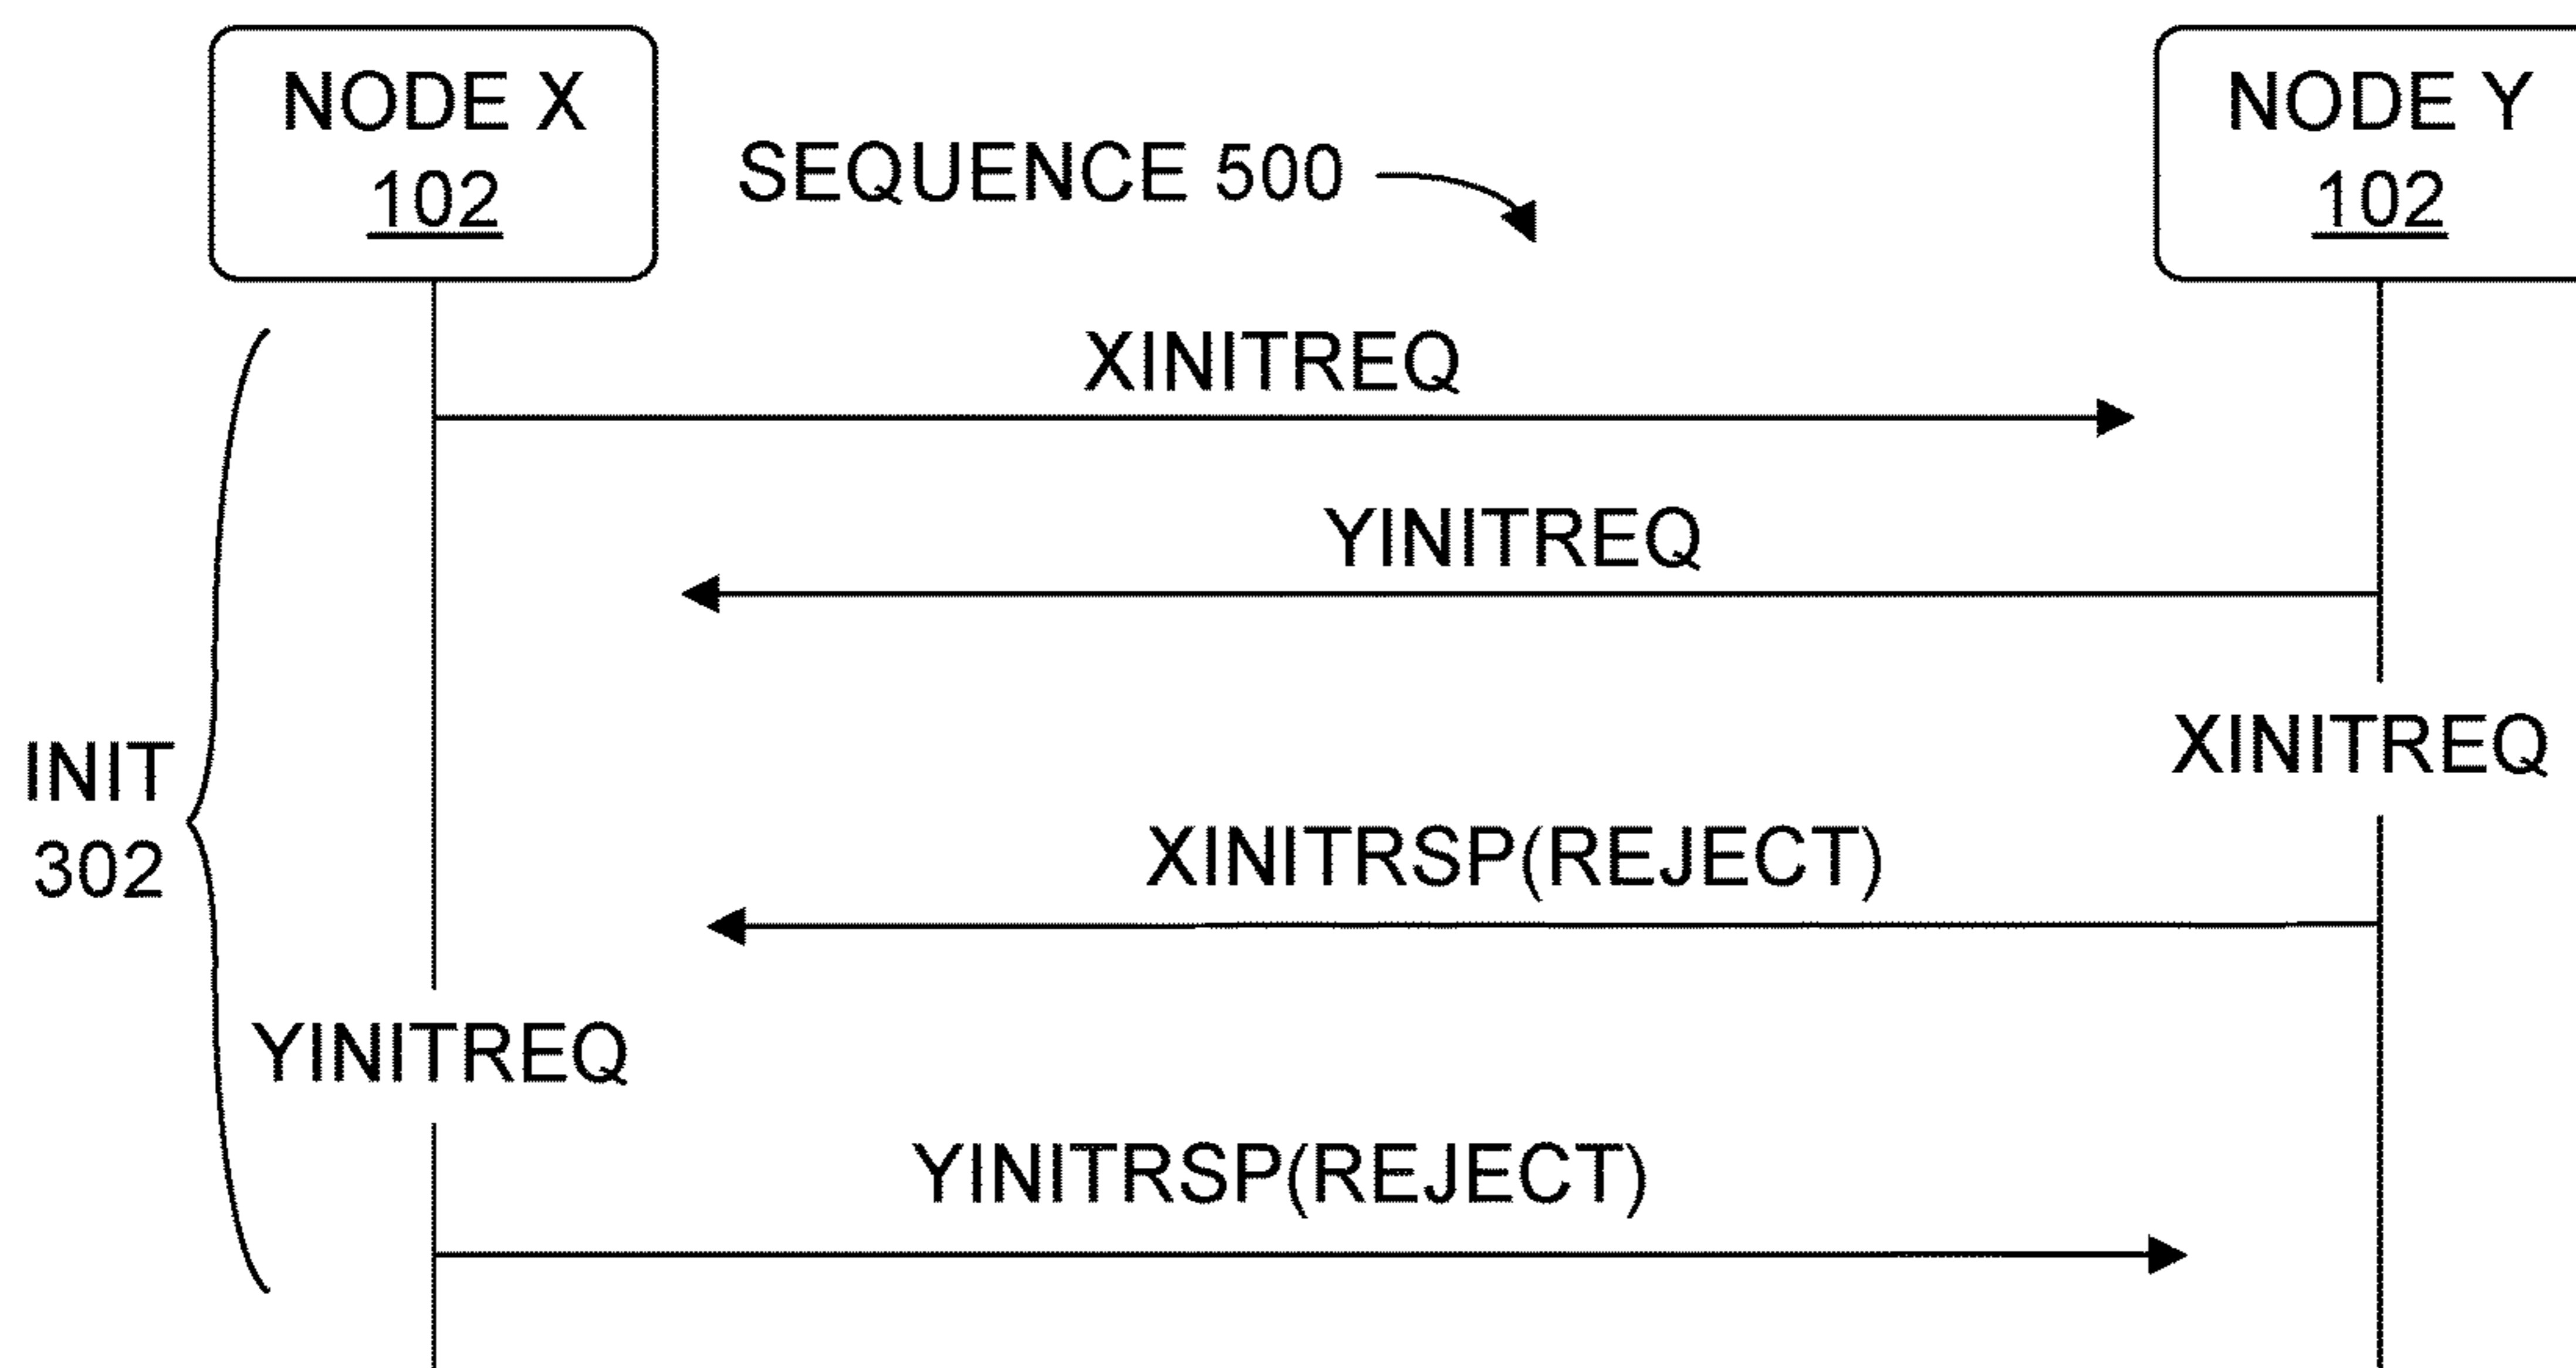 NODE X
102
NODE Y
102
SEQUENCE 500
XINITREQ
YINITREQ
XINITREQ
INIT
302
XINITRSP(REJECT)
YINITREQ
YINITRSP(REJECT)